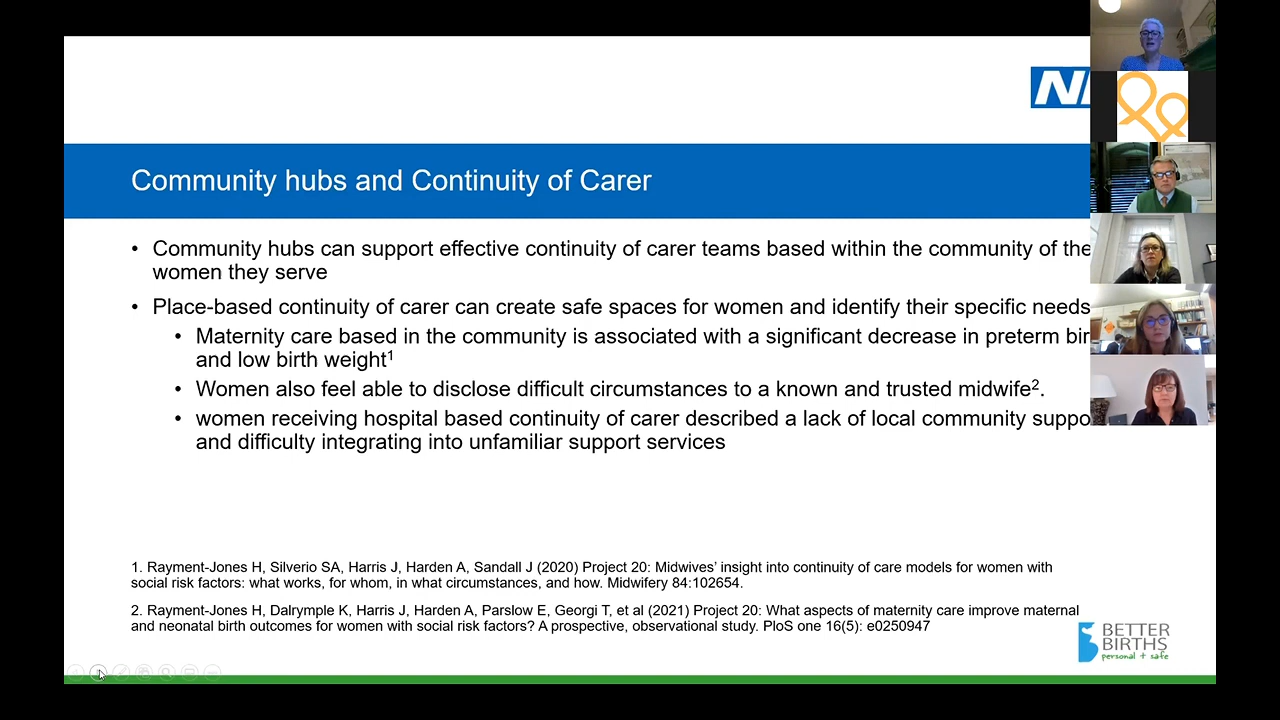 Community hubs and Continuity of Carer
• Community hubs can support effective continuity of carer teams based within the community of the
women they serve
• Place-based continuity of carer can create safe spaces for women and identify their specific needs
• Maternity care based in the community is associated with a significant decrease in preterm
and low birth weight¹
• Women also feel able to disclose difficult circumstances to a known and trusted midwife².
• women receiving hospital based continuity of carer described a lack of local community
and difficulty integrating into unfamiliar support services
1. Rayment-Jones H, Silverio SA, Harris J, Harden A, Sandall J (2020) Project 20: Midwives’ insight into continuity of care models for women with
social risk factors: what works, for whom, in what circumstances, and how. Midwifery 84:102654.
2. Rayment-Jones H, Dalrymple K, Harris J, Harden A, Parslow E, Georgi T, et al (2021) Project 20: What aspects of maternity care improve maternal
and neonatal birth outcomes for women with social risk factors? A prospective, observational study. PloS one 16(5): e0250947
BETTER
BIRTHS
personal + safe